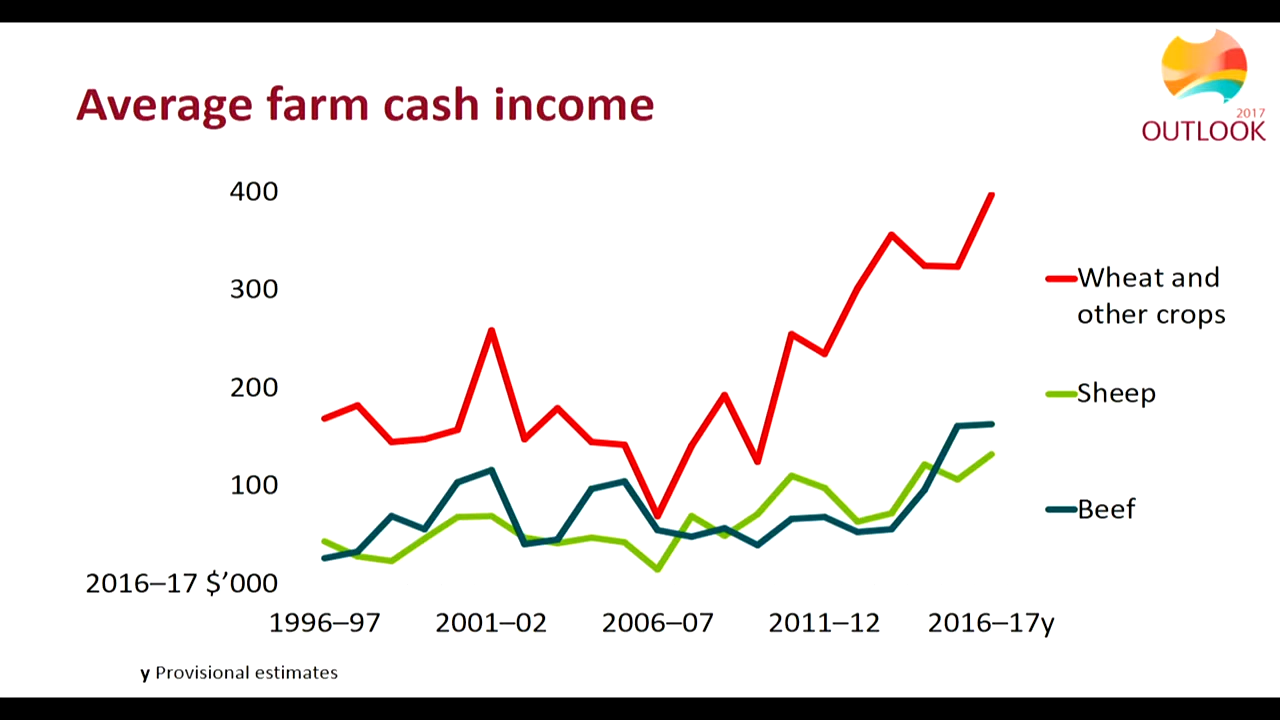 Average farm cash income
2017
OUTLOOK
400
300
200
100
2016–17 $’000
1996–97
2001–02
2006–07
2011–12
2016–17y
Wheat and
other crops
Sheep
Beef
y Provisional estimates